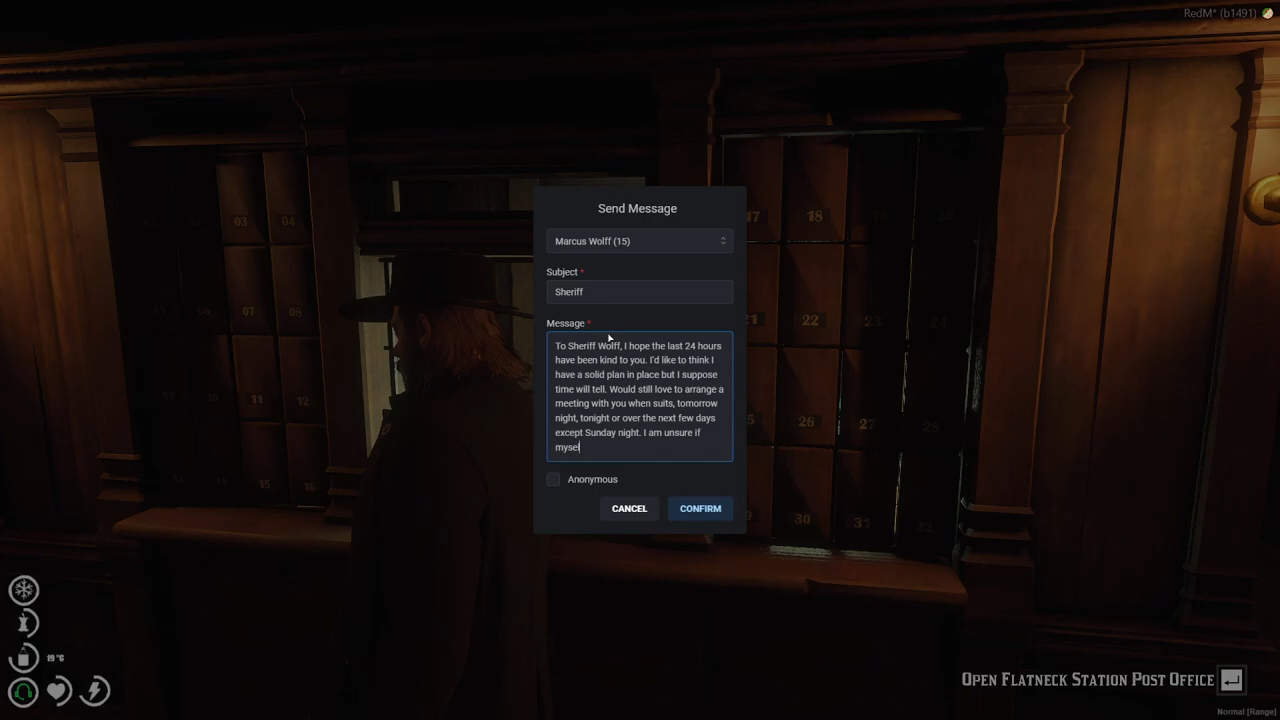 RedM* (b1491)
Send Message
Marcus Wolff (15)
Subject *
Sheriff
Message *
To Sheriff Wolff, I hope the last 24 hours
have been kind to you. I'd like to think I
have a solid plan in place but I suppose
time will tell. Would still love to arrange a
meeting with you when suits, tomorrow
night, tonight or over the next few days
except Sunday night. I am unsure if
mysel
Anonymous
CANCEL
CONFIRM
03 04
07 08
11 12
15 16
17 18
22
26 27
30 31 32
19 °C
OPEN FLATNECK STATION POST OFFICE
Normal [Range]